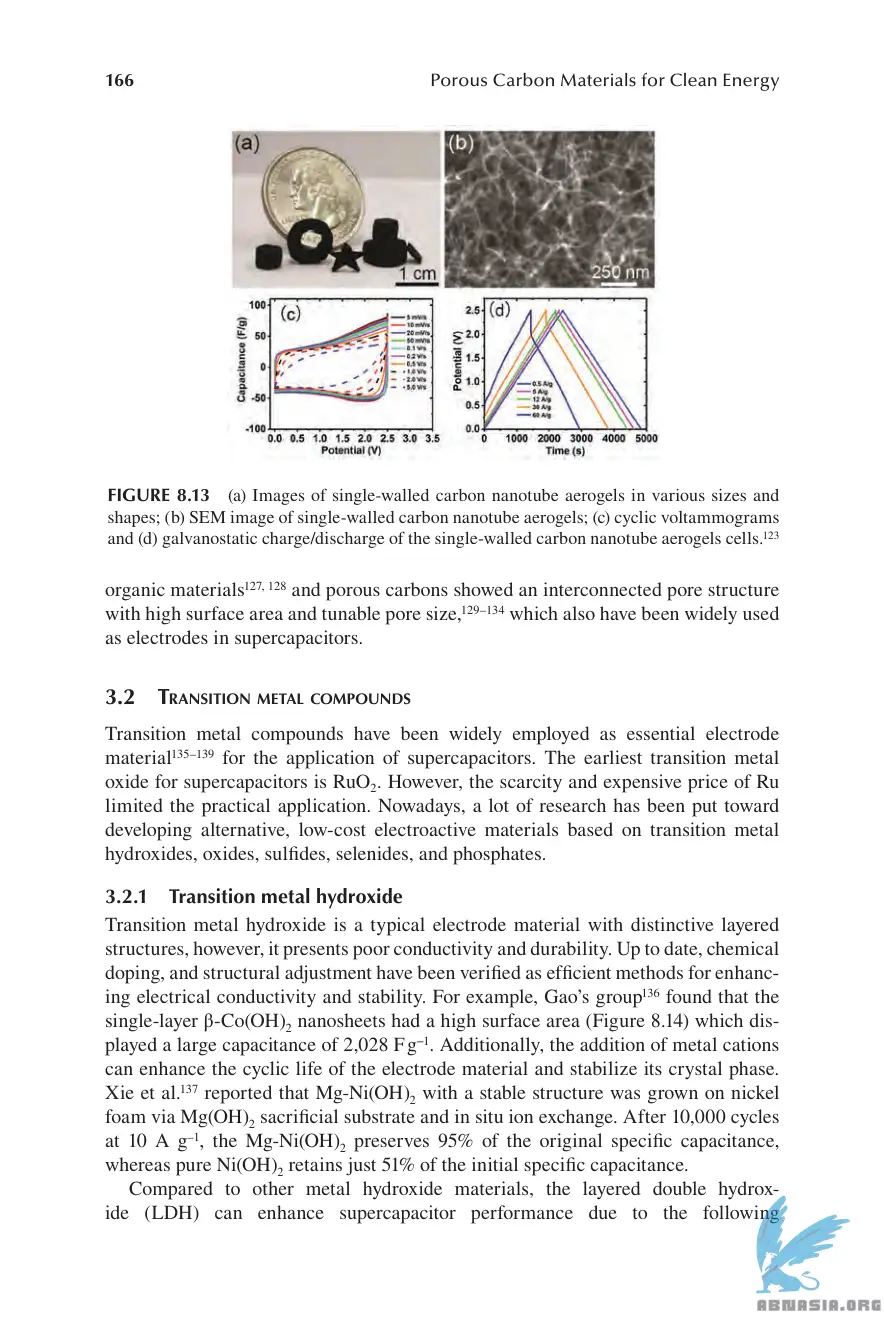 166
Porous Carbon Materials for Clean Energy
(a)
1 cm
(b)
250 nm
(c)
100
50
0
-50
-100
Capacitance (F/g)
0.0 0.5 1.0 1.5 2.0 2.5 3.0 3.5
Potential (V)
5 mV/s
10 mV/s
20 mV/s
50 mV/s
0.1 V/s
0.2 V/s
0.5 V/s
1.0 V/s
2.0 V/s
5.0 V/s
(d)
2.5
2.0
1.5
1.0
0.5
0.0
Potential (V)
0 1000 2000 3000 4000 5000
Time (s)
0.5 A/g
12 A/g
30 A/g
60 A/g
FIGURE 8.13 (a) Images of single-walled carbon nanotube aerogels in various sizes and
shapes; (b) SEM image of single-walled carbon nanotube aerogels; (c) cyclic voltammograms
and (d) galvanostatic charge/discharge of the single-walled carbon nanotube aerogels cells.¹²³
organic materials¹²⁷, ¹²⁸ and porous carbons showed an interconnected pore structure
with high surface area and tunable pore size,¹²⁹⁻¹³⁴ which also have been widely used
as electrodes in supercapacitors.
3.2 TRANSITION METAL COMPOUNDS
Transition metal compounds have been widely employed as essential electrode
material¹³⁵⁻¹³⁹ for the application of supercapacitors. The earliest transition metal
oxide for supercapacitors is RuO₂. However, the scarcity and expensive price of Ru
limited the practical application. Nowadays, a lot of research has been put toward
developing alternative, low-cost electroactive materials based on transition metal
hydroxides, oxides, sulfides, selenides, and phosphates.
3.2.1 Transition metal hydroxide
Transition metal hydroxide is a typical electrode material with distinctive layered
structures, however, it presents poor conductivity and durability. Up to date, chemical
doping, and structural adjustment have been verified as efficient methods for enhanc-
ing electrical conductivity and stability. For example, Gao's group¹³⁶ found that the
single-layer β-Co(OH)₂ nanosheets had a high surface area (Figure 8.14) which dis-
played a large capacitance of 2,028 F g⁻¹. Additionally, the addition of metal cations
can enhance the cyclic life of the electrode material and stabilize its crystal phase.
Xie et al.¹³⁷ reported that Mg-Ni(OH)₂ with a stable structure was grown on nickel
foam via Mg(OH)₂ sacrificial substrate and in situ ion exchange. After 10,000 cycles
at 10 A g⁻¹, the Mg-Ni(OH)₂ preserves 95% of the original specific capacitance,
whereas pure Ni(OH)₂ retains just 51% of the initial specific capacitance.
Compared to other metal hydroxide materials, the layered double hydrox-
ide (LDH) can enhance supercapacitor performance due to the following
ABNASIA.ORG